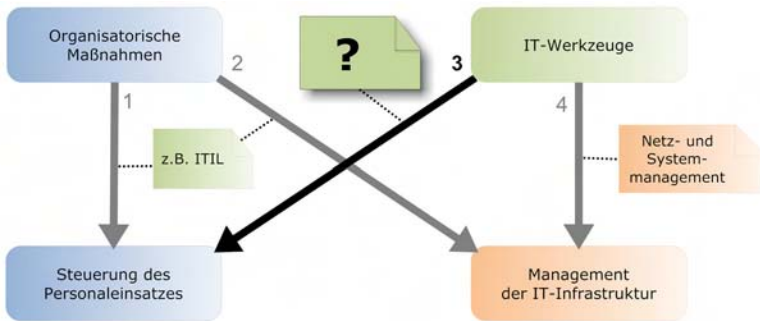 Organisatorische
Maßnahmen
2
?
3
IT-Werkzeuge
1
4
z.B. ITIL
Netz- und
System-
management
Steuerung des
Personaleinsatzes
Management
der IT-Infrastruktur